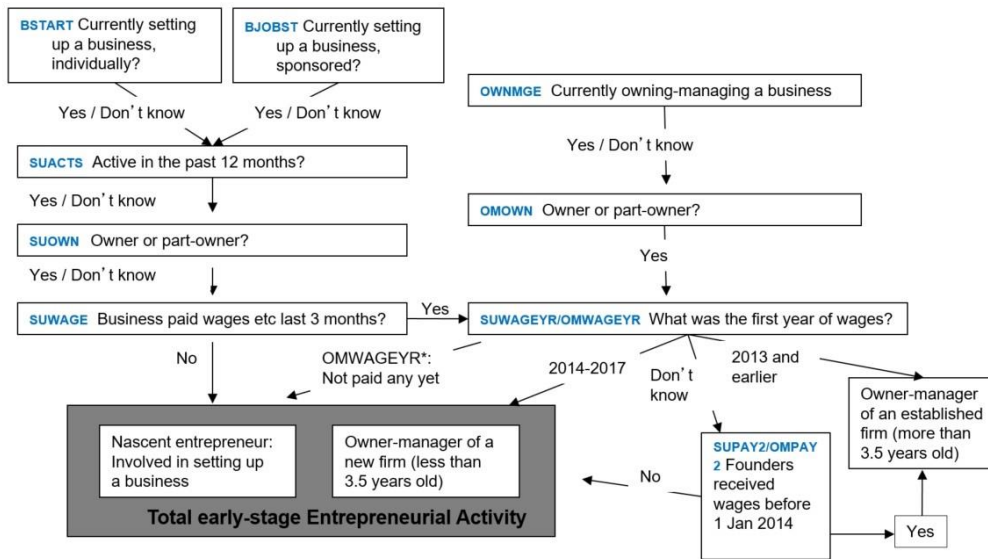 BSTART Currently setting
up a business,
individually?
BJOBST Currently setting
up a business,
sponsored?
Yes / Don't know
Yes / Don't know
SUACTS Active in the past 12 months?
Yes / Don't know
SUOWN Owner or part-owner?
Yes / Don't know
SUWAGE Business paid wages etc last 3 months?
Yes
No
OWNMGE Currently owning-managing a business
Yes / Don't know
OMOWN Owner or part-owner?
Yes
SUWAGEYR/OMWAGEYR What was the first year of wages?
OMWAGEYR*:
Not paid any yet
2014-2017
Don't
know
2013 and
earlier
Nascent entrepreneur:
Involved in setting up
a business
Owner-manager of a
new firm (less than
3.5 years old)
Total early-stage Entrepreneurial Activity
No
SUPAY2/OMPAY
2 Founders
received
wages before
1 Jan 2014
Yes
Owner-manager
of an established
firm (more than
3.5 years old)